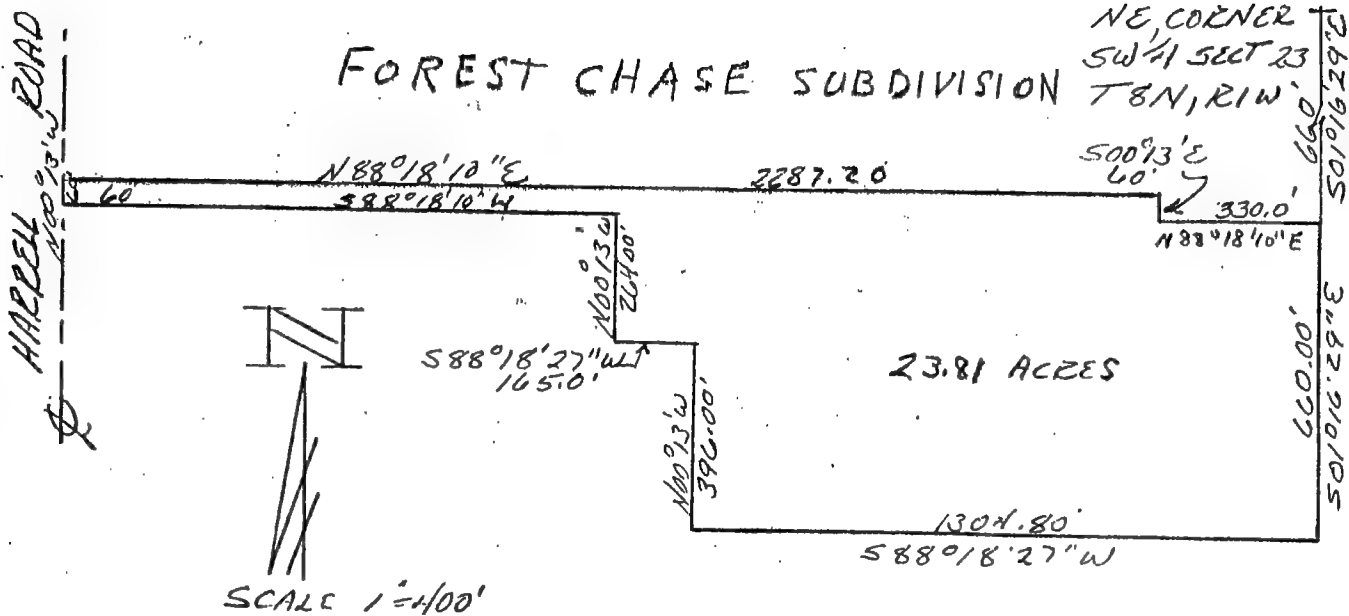 NE, CORNER
SW 1/4 SECT 23
T8N, R1W
FOREST CHASE SUBDIVISION
HARRELL ROAD
N00°13'W
N88°18'10"E
2287.20
60
S88°18'10"W
S00°13'E
60'
330.0'
N88°18'10"E
660'
S01°16'29"E
N00°13'W
264.00'
S88°18'27"W
165.0'
N00°13'W
396.00'
23.81 ACRES
660.00'
S01°16'29"E
1304.80'
S88°18'27"W
N
SCALE 1"=400'